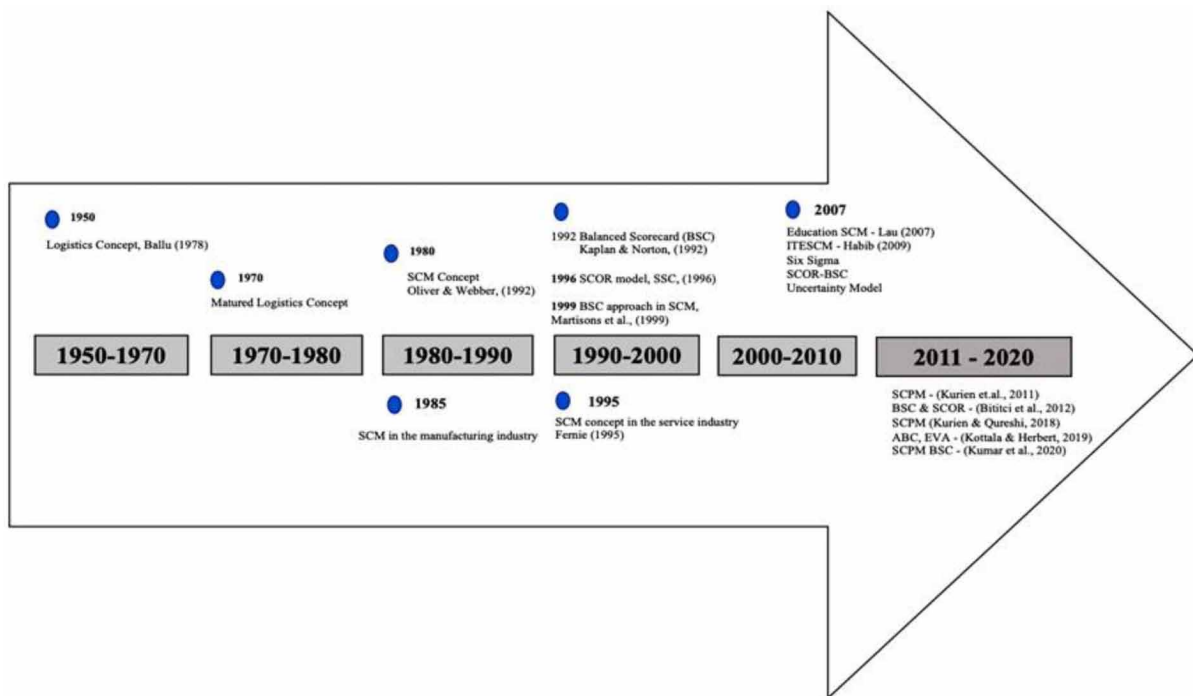 1950
Logistics Concept, Ballu (1978)
1970
Matured Logistics Concept
1980
SCM Concept
Oliver & Webber, (1992)
1992 Balanced Scorecard (BSC)
Kaplan & Norton, (1992)
1996 SCOR model, SSC, (1996)
1999 BSC approach in SCM,
Martisons et al., (1999)
2007
Education SCM - Lau (2007)
ITESCM - Habib (2009)
Six Sigma
SCOR-BSC
Uncertainty Model
1950-1970
1970-1980
1980-1990
1990-2000
2000-2010
2011 - 2020
1985
SCM in the manufacturing industry
1995
SCM concept in the service industry
Fernie (1995)
SCPM - (Kurien et.al., 2011)
BSC & SCOR - (Bititci et al., 2012)
SCPM (Kurien & Qureshi, 2018)
ABC, EVA - (Kottala & Herbert, 2019)
SCPM BSC - (Kumar et al., 2020)